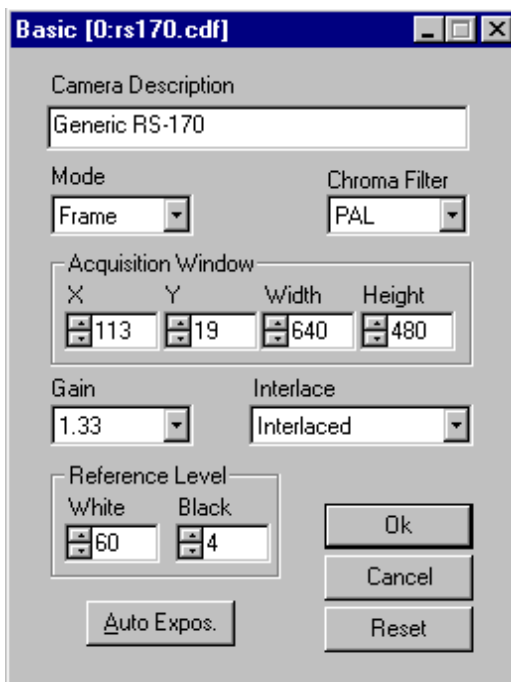 Basic [0:rs170.cdf]
Camera Description
Generic RS-170
Mode Chroma Filter
Frame PAL
Acquisition Window
X Y Width Height
113 19 640 480
Gain Interlace
1.33 Interlaced
Reference Level
White Black
60 4
Ok
Cancel
Auto Expos.
Reset